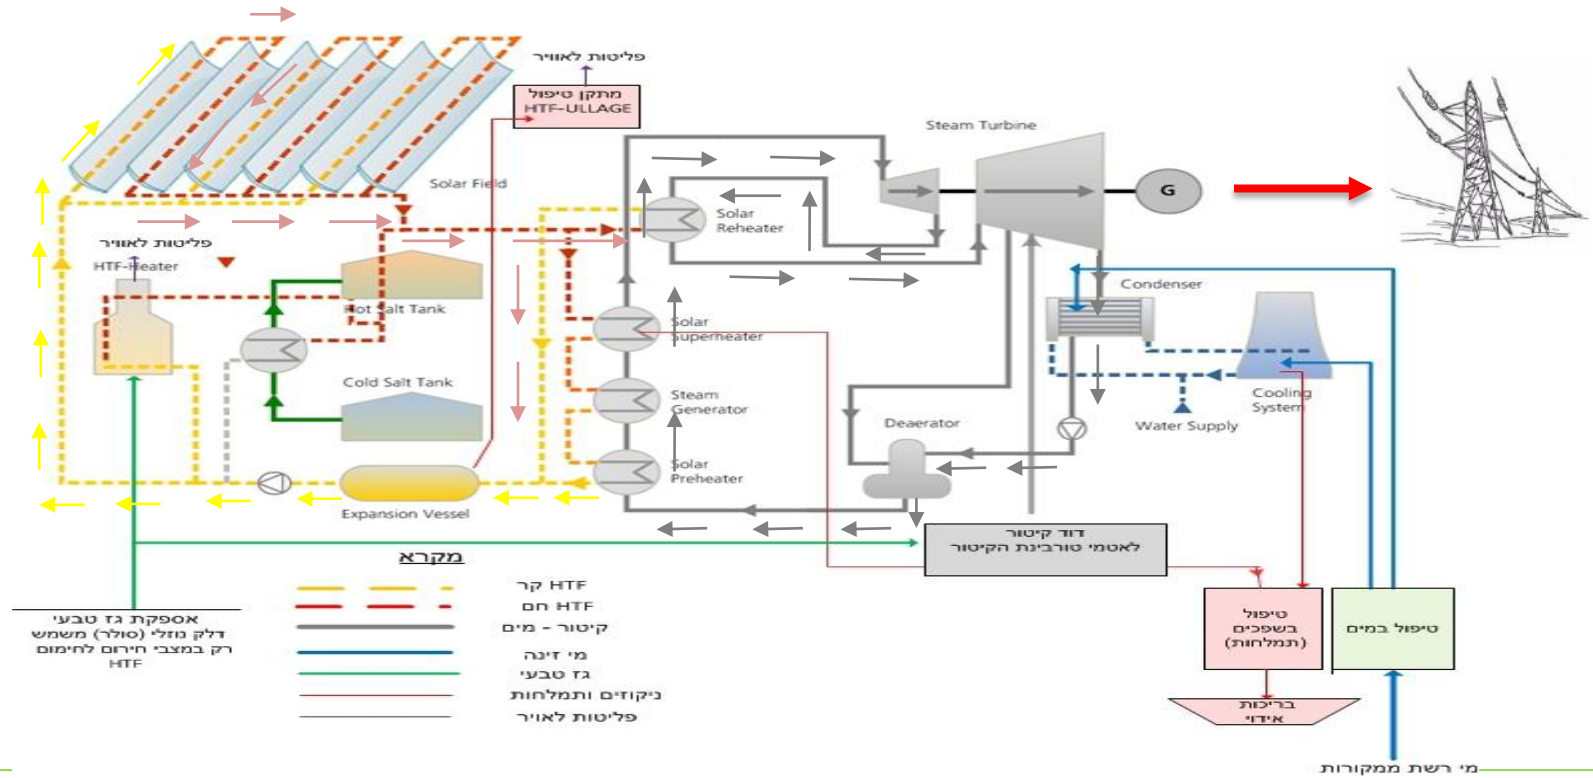 פליטות לאוויר
מתקן טיפול
HTF-ULLAGE
Steam Turbine
Solar Field
G
Solar
Reheater
פליטות לאוויר
HTF-Heater
Hot Salt Tank
Condenser
Solar
Superheater
Cold Salt Tank
Steam
Generator
Cooling
System
Water Supply
Deaerator
Solar
Preheater
Expansion Vessel
דוד קיטור
לאטמי טורבינת הקיטור
מקרא
HTF קר
HTF חם
קיטור - מים
מי זינה
גז טבעי
ניקוזים ותמלחות
פליטות לאויר
אספקת גז טבעי
דלק נוזלי (סולר) משמש
רק במצבי חירום לחימום
HTF
טיפול
בשפכים
(תמלחות)
טיפול במים
בריכות
אידוי
מי רשת ממקורות